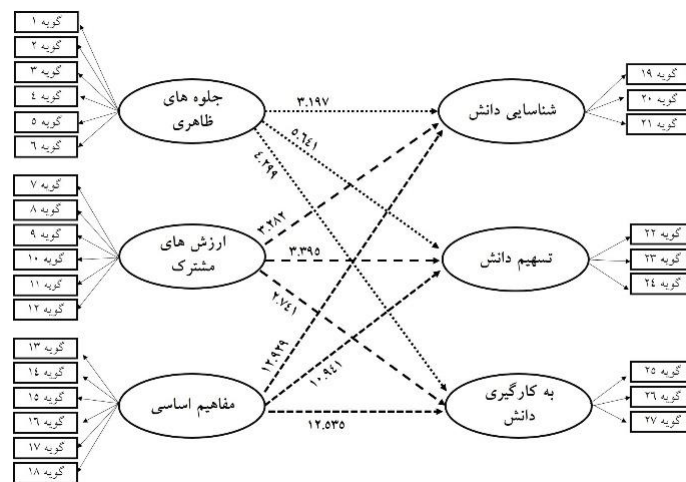 گویه ۱
گویه ۲
گویه ۳
گویه ٤
گویه ٥
گویه ٦
جلوه های
ظاهری
گویه ۷
گویه ۸
گویه ۹
گویه ۱۰
گویه ۱۱
گویه ۱۲
ارزش های
مشترک
گویه ۱۳
گویه ۱٤
گویه ۱٥
گویه ۱٦
گویه ۱۷
گویه ۱۸
مفاهیم اساسی
۳.۱۹۷
٥.٦٤۱
٤.۲۹۹
۳.۲۸۲
۳.۳۹٥
۲.۷٤۱
۱۲.۹۲۹
۱۰.۹٤۱
۱۲.٥۳٥
شناسایی دانش
گویه ۱۹
گویه ۲۰
گویه ۲۱
تسهیم دانش
گویه ۲۲
گویه ۲۳
گویه ۲٤
به کارگیری
دانش
گویه ۲٥
گویه ۲٦
گویه ۲۷